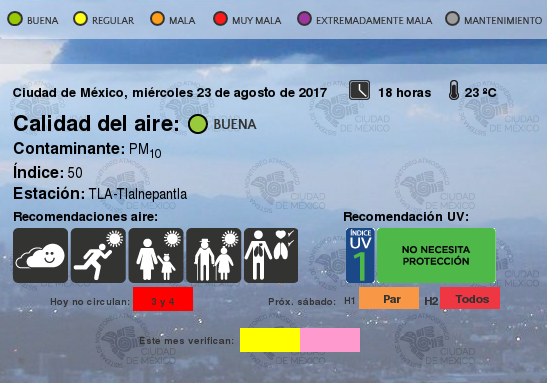 BUENA REGULAR MALA MUY MALA EXTREMADAMENTE MALA MANTENIMIENTO
Ciudad de México, miércoles 23 de agosto de 2017 18 horas 23 ºC
Calidad del aire: BUENA
Contaminante: PM10
Índice: 50
Estación: TLA-Tlalnepantla
Recomendaciones aire: Recomendación UV:
ÍNDICE
UV
1
NO NECESITA
PROTECCIÓN
Hoy no circulan: 3 y 4 Próx. sábado: H1 Par H2 Todos
Este mes verifican:
CIUDAD
DE MÉXICO